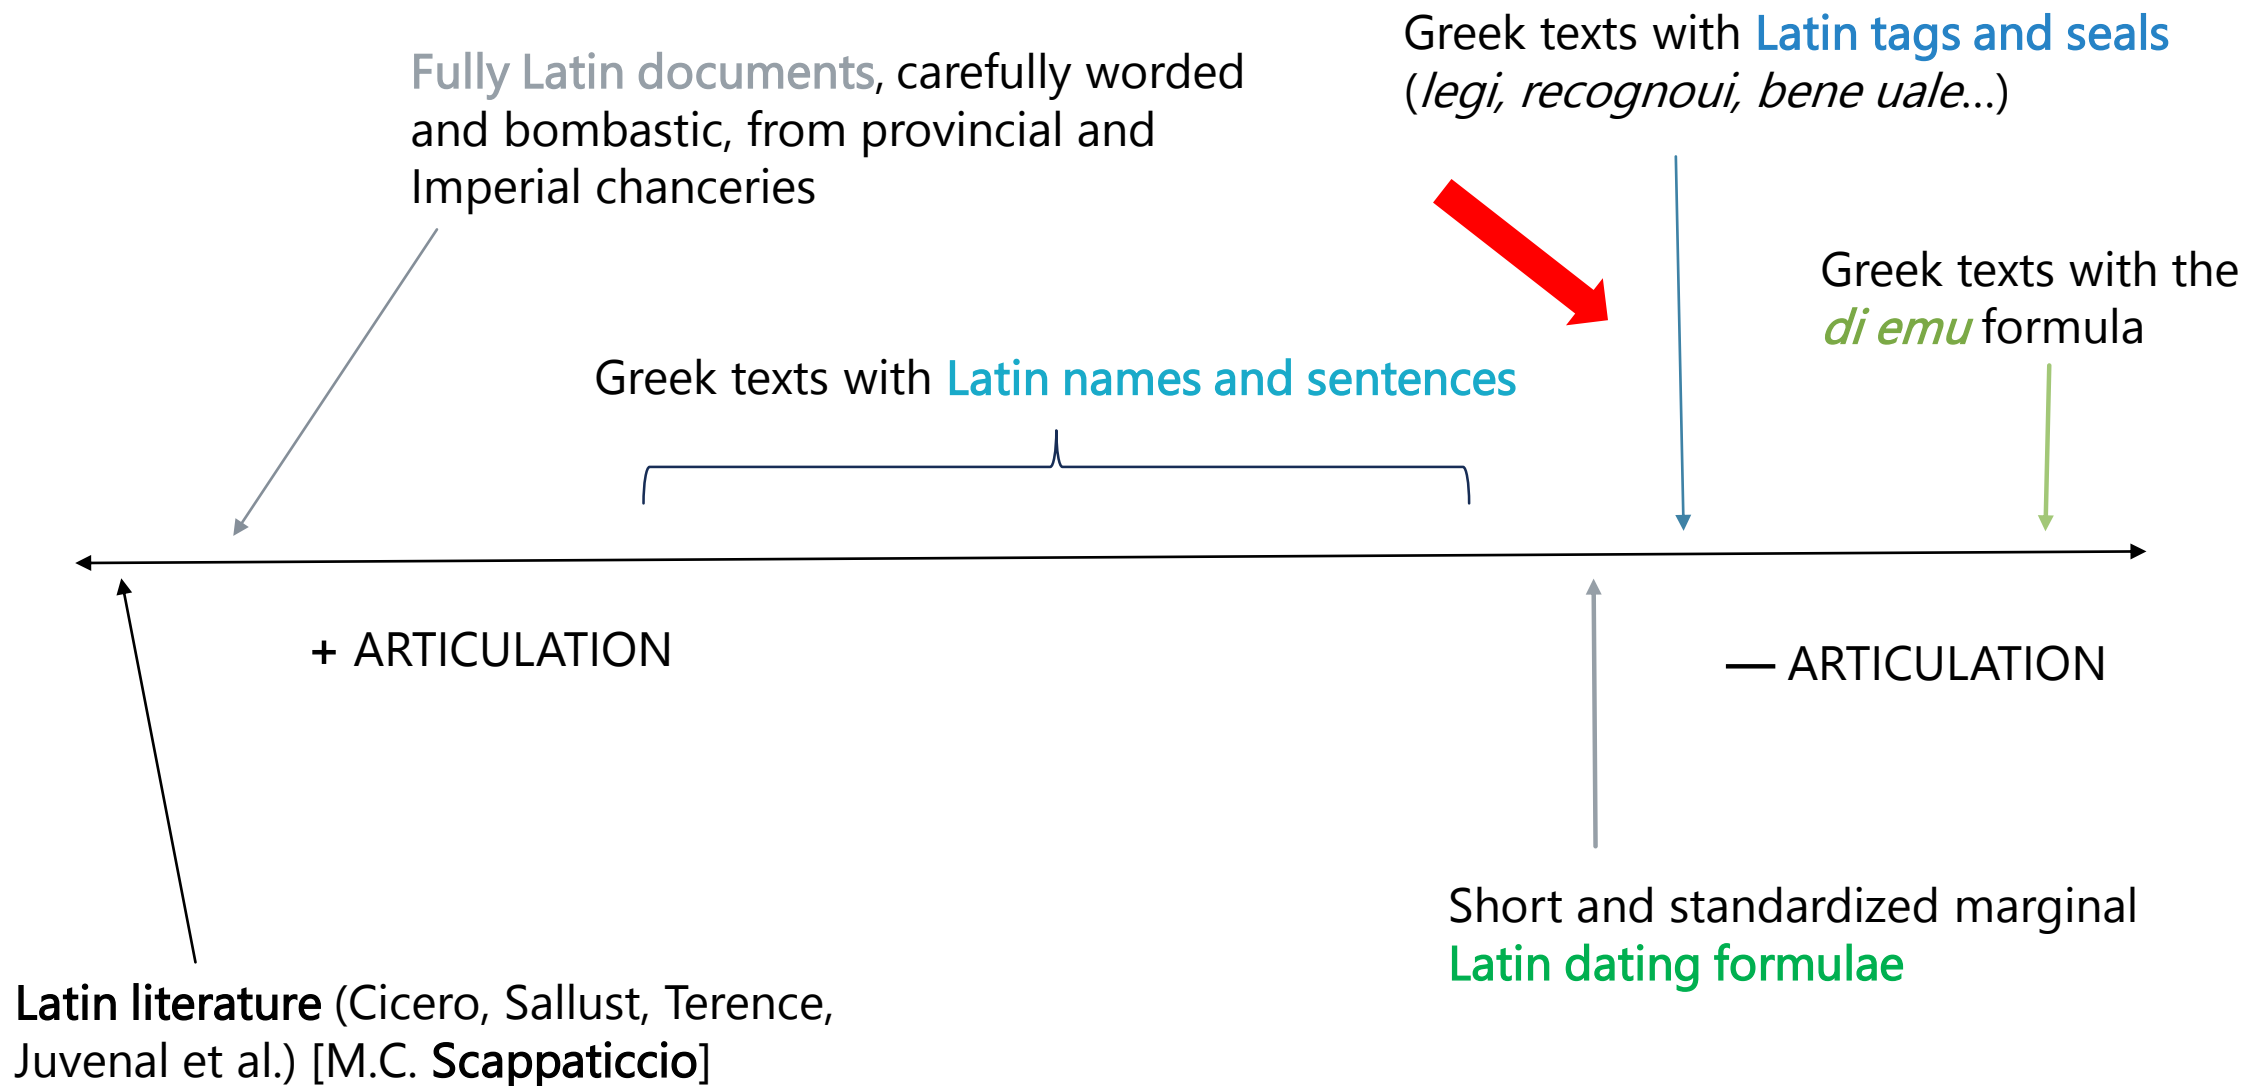 Greek texts with Latin tags and seals
(legi, recognoui, bene uale...)
Fully Latin documents, carefully worded
and bombastic, from provincial and
Imperial chanceries
Greek texts with the
di emu formula
Greek texts with Latin names and sentences
+ ARTICULATION
— ARTICULATION
Short and standardized marginal
Latin dating formulae
Latin literature (Cicero, Sallust, Terence,
Juvenal et al.) [M.C. Scappaticcio]